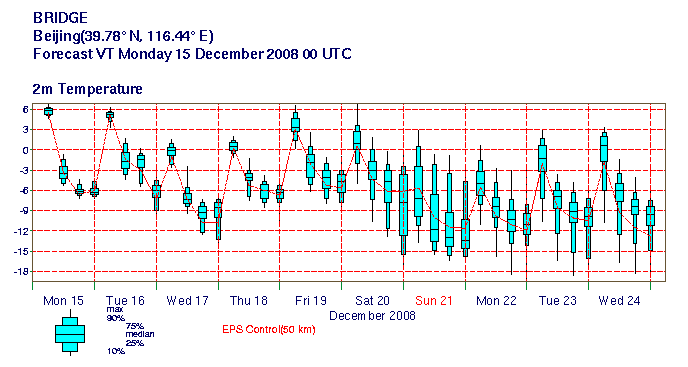 BRIDGE
Beijing(39.78° N, 116.44° E)
Forecast VT Monday 15 December 2008 00 UTC
2m Temperature
6
3
0
-3
-6
-9
-12
-15
-18
Mon 15 Tue 16 Wed 17 Thu 18 Fri 19 Sat 20 Sun 21 Mon 22 Tue 23 Wed 24
December 2008
max
90%
75%
median
25%
10%
EPS Control(50 km)